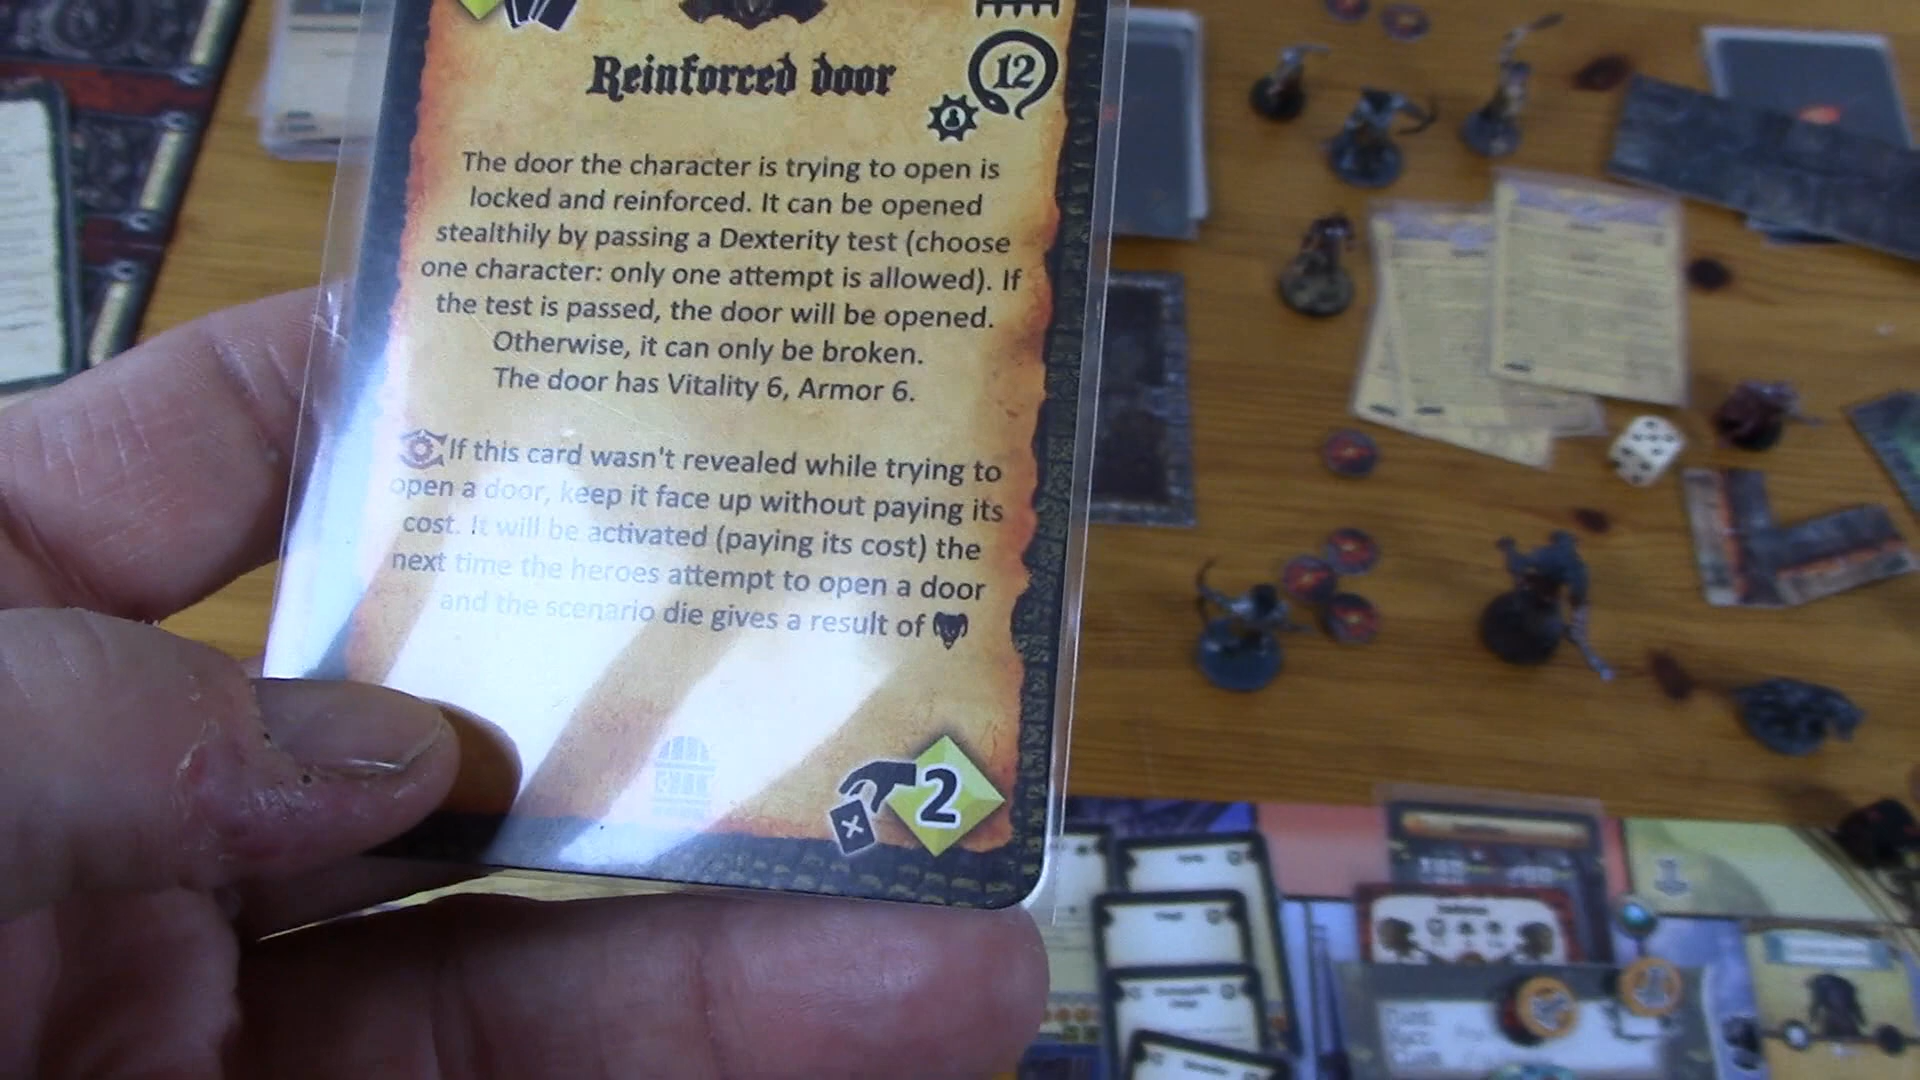 Reinforced door
12
The door the character is trying to open is
locked and reinforced. It can be opened
stealthily by passing a Dexterity test (choose
one character: only one attempt is allowed). If
the test is passed, the door will be opened.
Otherwise, it can only be broken.
The door has Vitality 6, Armor 6.
If this card wasn't revealed while trying to
open a door, keep it face up without paying its
cost. It will be activated (paying its cost) the
next time the heroes attempt to open a door
and the scenario die gives a result of
2